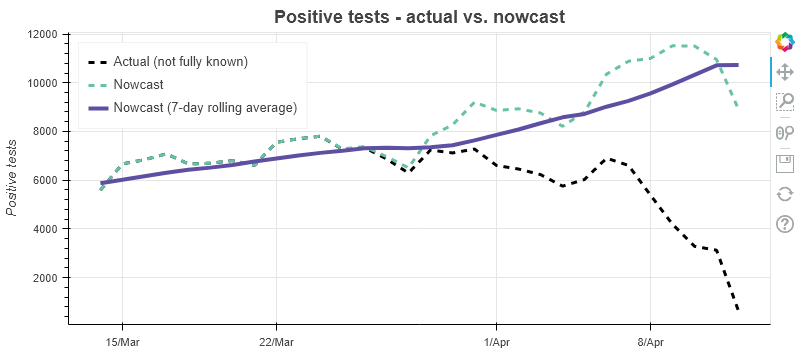 Positive tests - actual vs. nowcast
12000
10000
8000
6000
4000
2000
Positive tests
Actual (not fully known)
Nowcast
Nowcast (7-day rolling average)
15/Mar
22/Mar
1/Apr
8/Apr